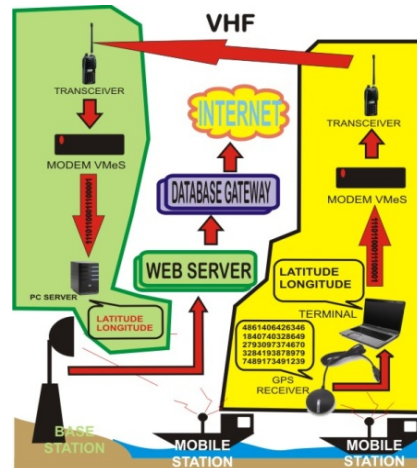 VHF
TRANSCEIVER
MODEM VMeS
11101100011100001
PC SERVER
LATITUDE
LONGITUDE
BASE
STATION
INTERNET
DATABASE GATEWAY
WEB SERVER
MOBILE
STATION
TRANSCEIVER
MODEM VMeS
LATITUDE
LONGITUDE
TERMINAL
4861406426346
1840740328649
2793097374670
3284193878979
7489173491239
GPS
RECEIVER
MOBILE
STATION